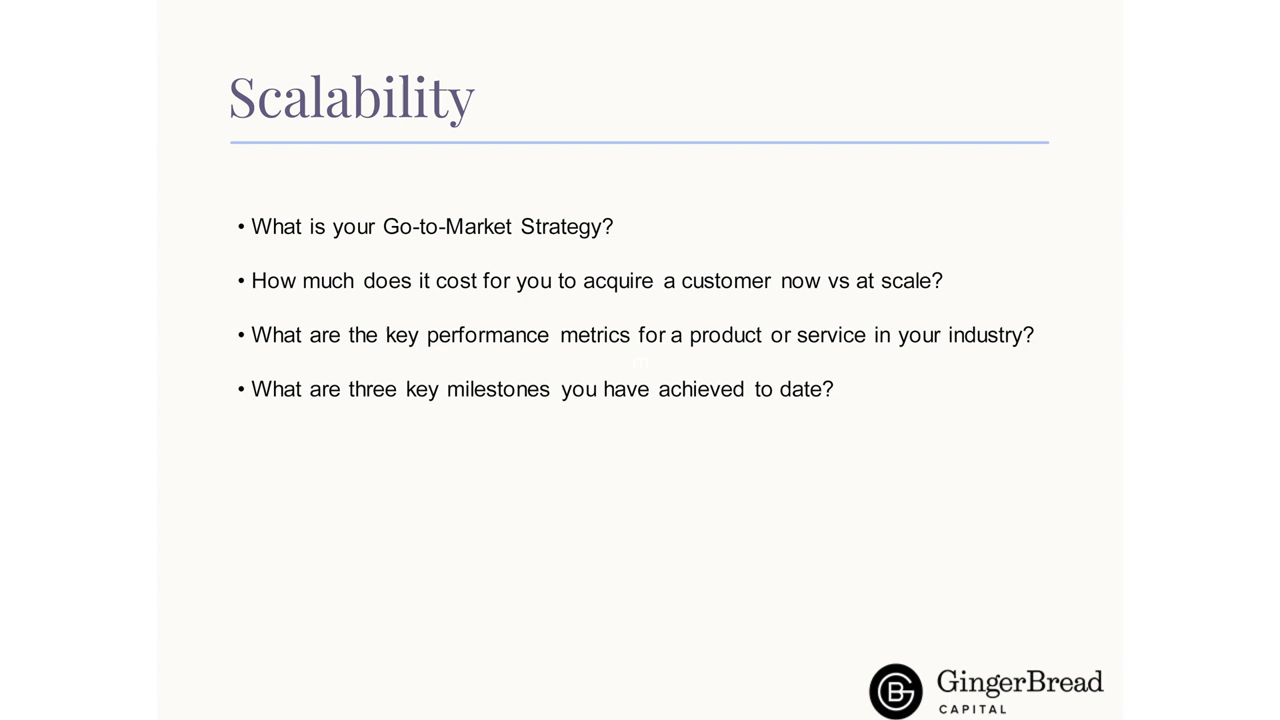 Scalability
• What is your Go-to-Market Strategy?
• How much does it cost for you to acquire a customer now vs at scale?
• What are the key performance metrics for a product or service in your industry?
• What are three key milestones you have achieved to date?
GingerBread
CAPITAL